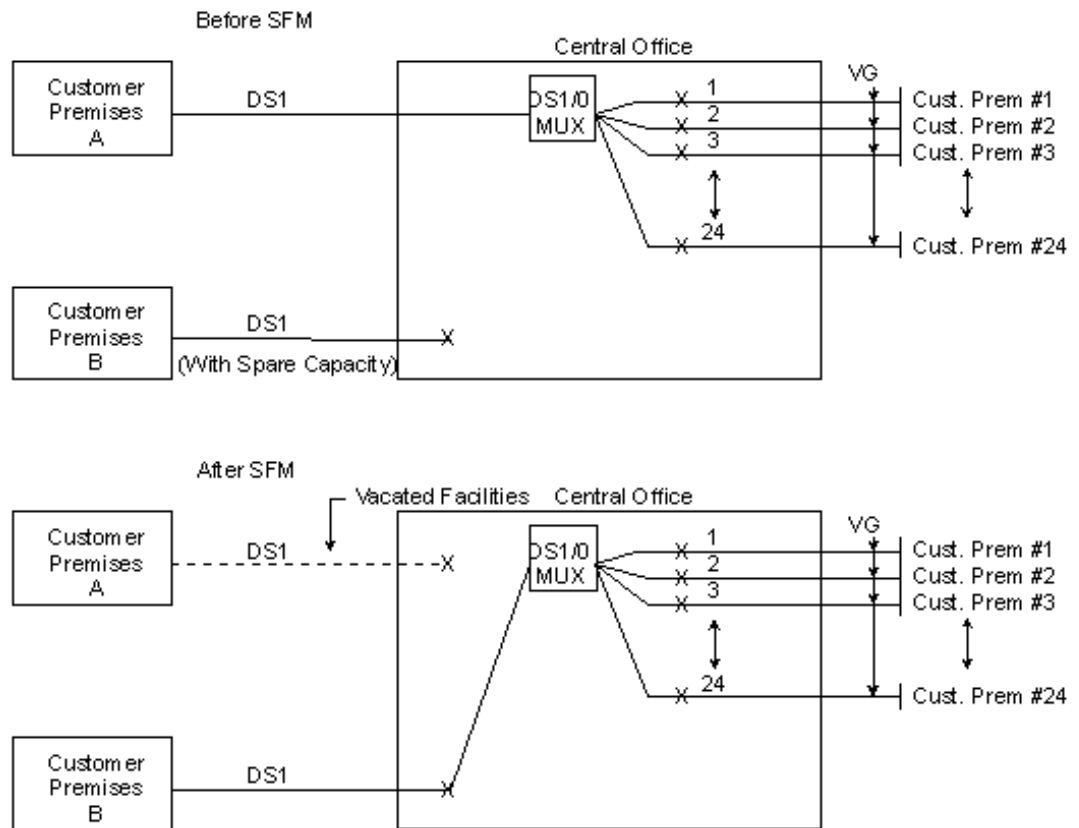 Before SFM
Central Office
Customer
Premises
A
DS1
DS1/0
MUX
1
2
3
24
VG
Cust. Prem #1
Cust. Prem #2
Cust. Prem #3
Cust. Prem #24
Customer
Premises
B
DS1
(With Spare Capacity)
After SFM
Vacated Facilities
Central Office
Customer
Premises
A
DS1
DS1/0
MUX
1
2
3
24
VG
Cust. Prem #1
Cust. Prem #2
Cust. Prem #3
Cust. Prem #24
Customer
Premises
B
DS1